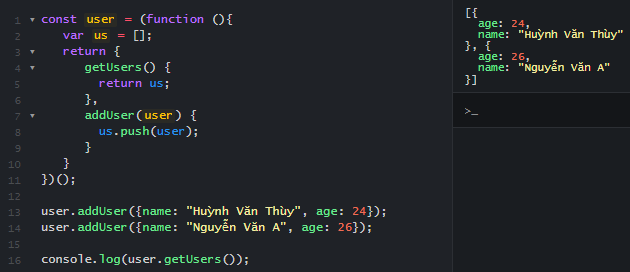 1 const user = (function (){
2 var us = [];
3 return {
4 getUsers() {
5 return us;
6 },
7 addUser(user) {
8 us.push(user);
9 }
10 }
11 })();
12
13 user.addUser({name: "Huỳnh Văn Thùy", age: 24});
14 user.addUser({name: "Nguyễn Văn A", age: 26});
15
16 console.log(user.getUsers());
[{
age: 24,
name: "Huỳnh Văn Thùy"
}, {
age: 26,
name: "Nguyễn Văn A"
}]
>_